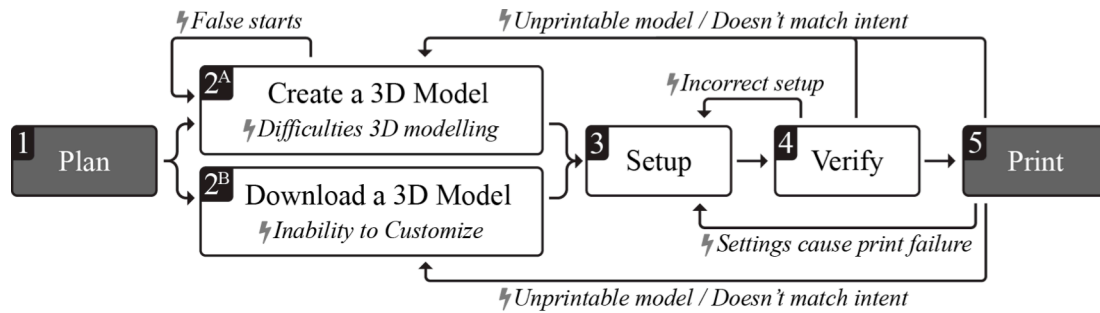 False starts
Unprintable model / Doesn't match intent
2A
Create a 3D Model
Difficulties 3D modelling
Incorrect setup
1
Plan
3
Setup
4
Verify
5
Print
2B
Download a 3D Model
Inability to Customize
Settings cause print failure
Unprintable model / Doesn't match intent